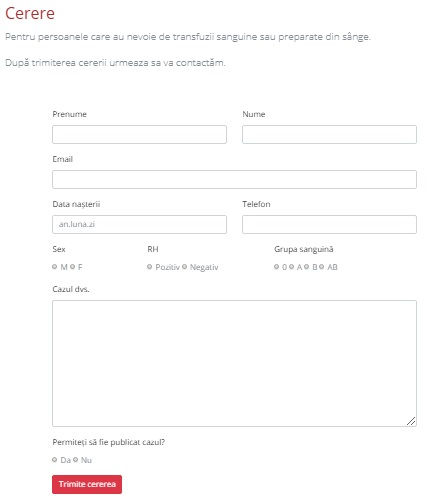 Cerere
Pentru persoanele care au nevoie de transfuzii sanguine sau preparate din sânge.
După trimiterea cererii urmeaza sa va contactăm.
Prenume Nume
Email
Data nașterii Telefon
an.luna.zi
Sex RH Grupa sanguină
M F Pozitiv Negativ 0 A B AB
Cazul dvs.
Permiteți să fie publicat cazul?
Da Nu
Trimite cererea